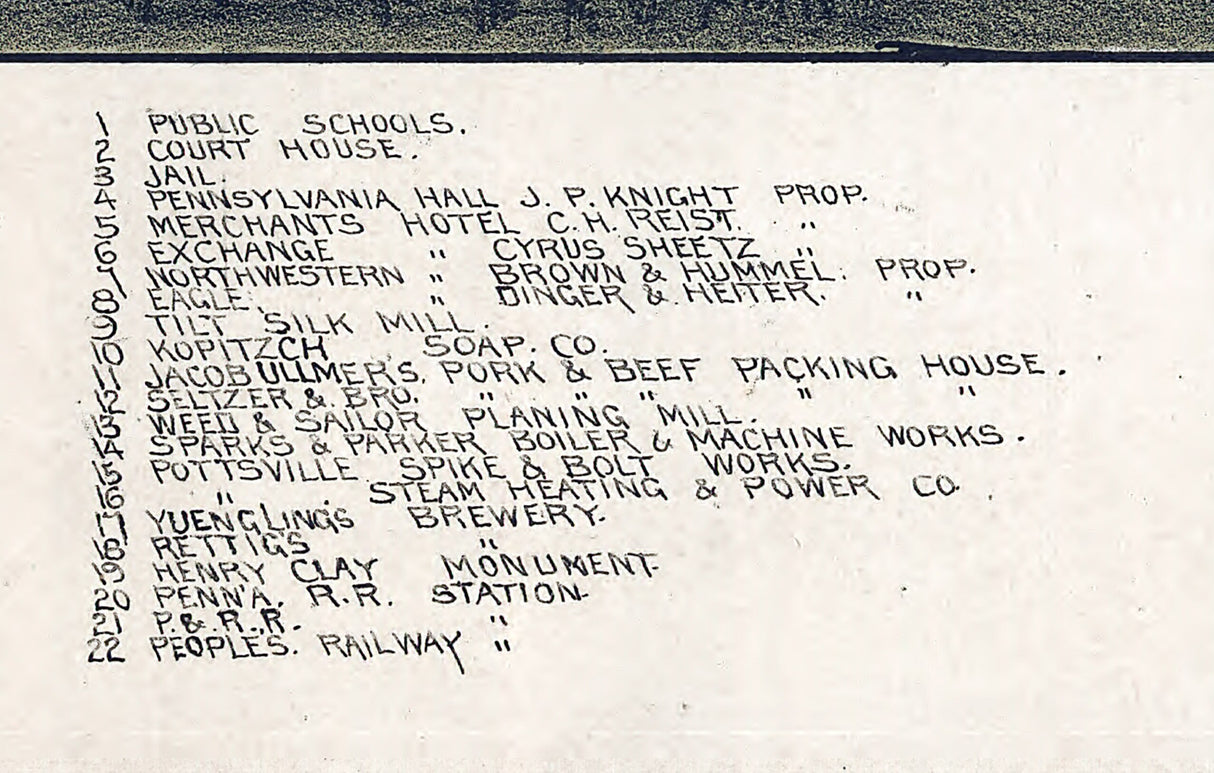 1 PUBLIC SCHOOLS.
2 COURT HOUSE.
3 JAIL.
4 PENNSYLVANIA HALL J. P. KNIGHT PROP.
5 MERCHANTS HOTEL C. H. REIST. "
6 EXCHANGE " CYRUS SHEETZ "
7 NORTHWESTERN " BROWN & HUMMEL. PROP.
8 EAGLE. " DINGER & HEITER. "
9 TILT SILK MILL.
10 KOPITZCH SOAP. CO.
11 JACOB ULLMER'S. PORK & BEEF PACKING HOUSE.
12 SELTZER & BRO. " " " " "
13 WEED & SAILOR PLANING MILL.
14 SPARKS & PARKER BOILER & MACHINE WORKS.
15 POTTSVILLE SPIKE & BOLT WORKS.
16 " STEAM HEATING & POWER CO.
17 YUENGLINGS BREWERY.
18 RETTIGS "
19 HENRY CLAY MONUMENT
20 PENN'A. R.R. STATION.
21 P. & R. R.R. "
22 PEOPLES. RAILWAY "